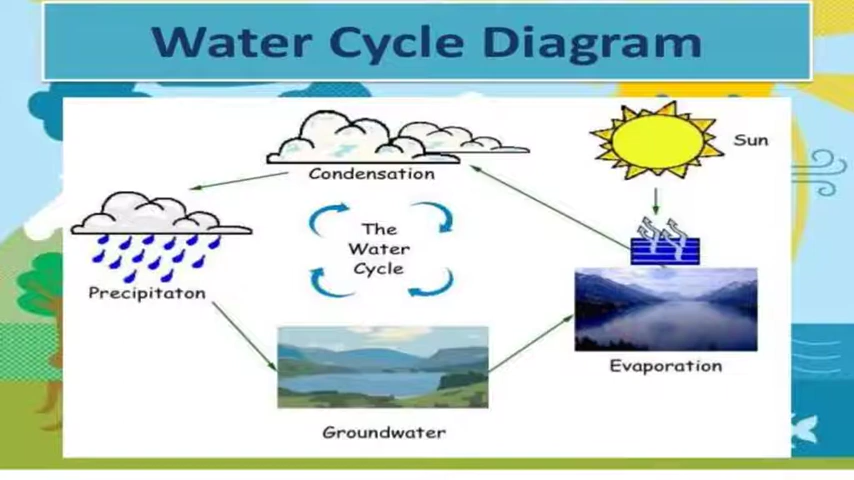 Water Cycle Diagram
Sun
Condensation
The
Water
Cycle
Precipitaton
Evaporation
Groundwater